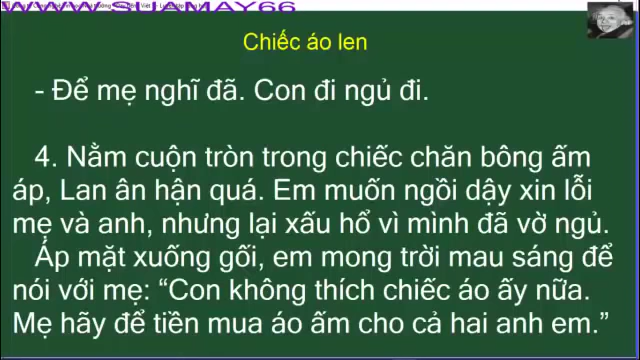 WWW.SUAMAY66
Chiếc áo len
- Để mẹ nghĩ đã. Con đi ngủ đi.
4. Nằm cuộn tròn trong chiếc chăn bông ấm
áp, Lan ân hận quá. Em muốn ngồi dậy xin lỗi
mẹ và anh, nhưng lại xấu hổ vì mình đã vờ ngủ.
Áp mặt xuống gối, em mong trời mau sáng để
nói với mẹ: “Con không thích chiếc áo ấy nữa.
Mẹ hãy để tiền mua áo ấm cho cả hai anh em.”